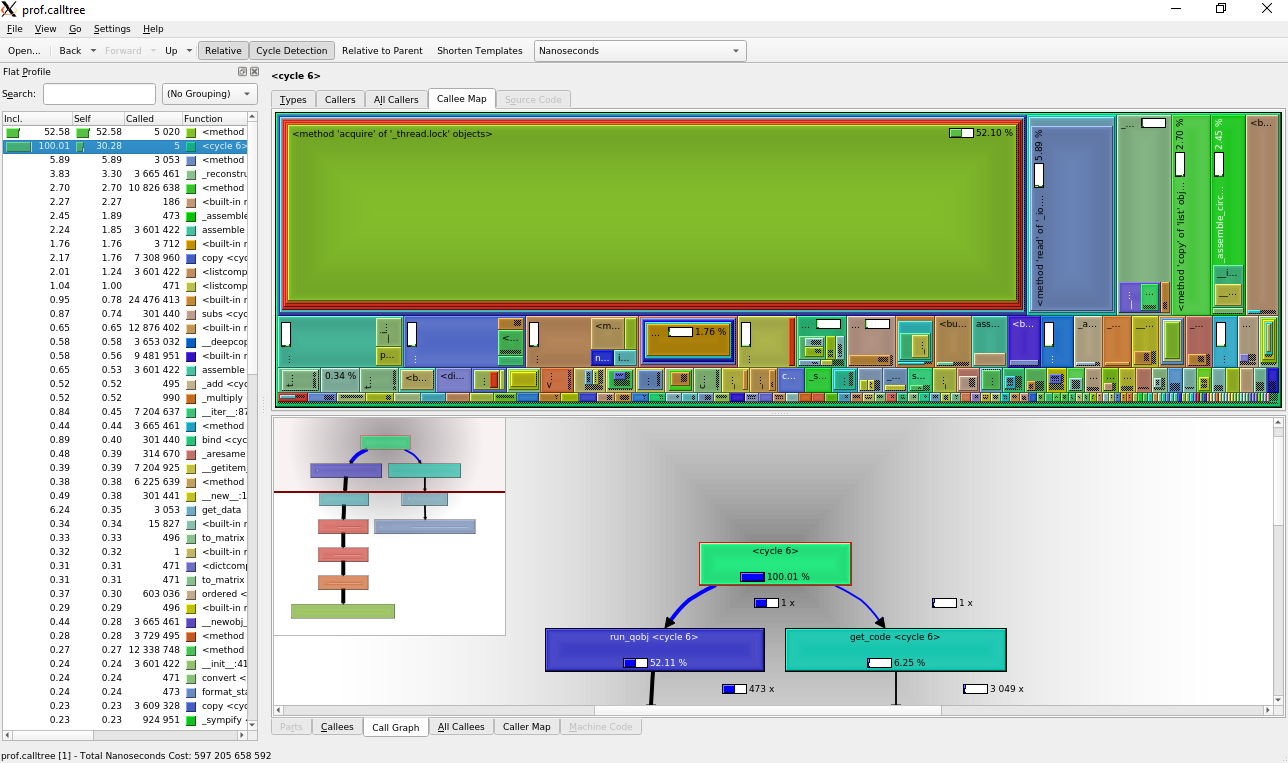 prof.calltree
File View Go Settings Help
Open... Back Forward Up Relative Cycle Detection Relative to Parent Shorten Templates Nanoseconds
Flat Profile
Search: (No Grouping)
Incl. Self Called Function
52.58 52.58 5 020 <method
100.01 30.28 5 <cycle 6>
5.89 5.89 3 053 <method
3.83 3.30 3 665 461 _reconstru
2.70 2.70 10 826 638 <method
2.27 2.27 186 <built-in r
2.45 1.89 473 _assemble
2.24 1.85 3 601 422 assemble
1.76 1.76 3 712 <built-in r
2.17 1.76 7 308 960 copy <cyc
2.01 1.24 3 601 422 <listcomp
1.04 1.00 471 <listcomp
0.95 0.78 24 476 413 <built-in r
0.87 0.74 301 440 subs <cyc
0.65 0.65 12 876 402 <built-in r
0.58 0.58 3 653 032 __deepcop
0.58 0.56 9 481 951 <built-in r
0.65 0.53 3 601 422 assemble
0.52 0.52 495 _add <cyc
0.52 0.52 990 _multiply
0.84 0.45 7 204 637 __iter__:87
0.44 0.44 3 665 461 <method
0.89 0.40 301 440 bind <cyc
0.48 0.39 314 670 _aresame
0.39 0.39 7 204 925 __getitem
0.38 0.38 6 225 639 <method
0.49 0.38 301 441 __new__:1
6.24 0.35 3 053 get_data
0.34 0.34 15 827 <built-in r
0.33 0.33 496 to_matrix
0.32 0.32 1 <built-in r
0.31 0.31 471 <dictcomp
0.31 0.31 471 to_matrix
0.37 0.30 603 036 ordered <
0.29 0.29 496 <built-in r
0.44 0.28 3 665 461 __newobj_
0.28 0.28 3 729 495 <method
0.27 0.27 12 338 748 <method
0.24 0.24 3 601 422 __init__:41
0.24 0.24 471 convert <
0.24 0.24 473 format_sta
0.23 0.23 3 609 328 copy <cyc
0.23 0.23 924 951 _sympify
<cycle 6>
Types Callers All Callers Callee Map Source Code
<method 'acquire' of '_thread.lock' objects> 52.10 %
<method 'read' of '_io... 5.89 %
_...
<method 'copy' of 'list' obj... 2.70 %
_assemble_circ... 2.45 %
<b...
__i...
__...
<m...
n... i...
p...
<...
1.76 %
<bu... ass... <b... _a...
0.34 % <b... <di... c... _s... s...
<cycle 6>
100.01 %
1 x 1 x
run_qobj <cycle 6> get_code <cycle 6>
52.11 % 6.25 %
473 x 3 049 x
Parts Callees Call Graph All Callees Caller Map Machine Code
prof.calltree [1] - Total Nanoseconds Cost: 597 205 658 592